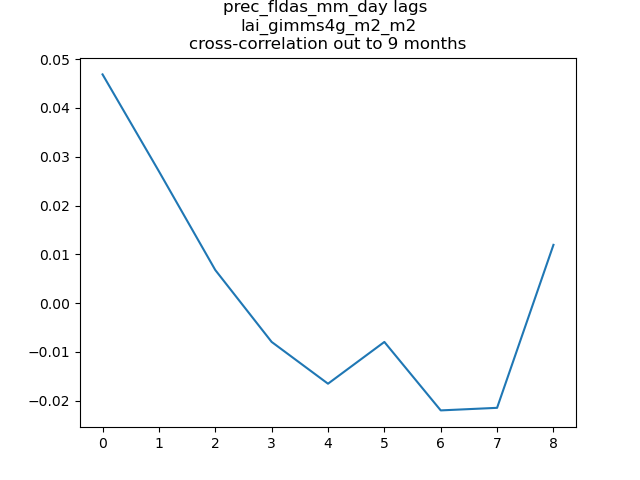 prec_fldas_mm_day lags
lai_gimms4g_m2_m2
cross-correlation out to 9 months
0.05
0.04
0.03
0.02
0.01
0.00
−0.01
−0.02
0 1 2 3 4 5 6 7 8